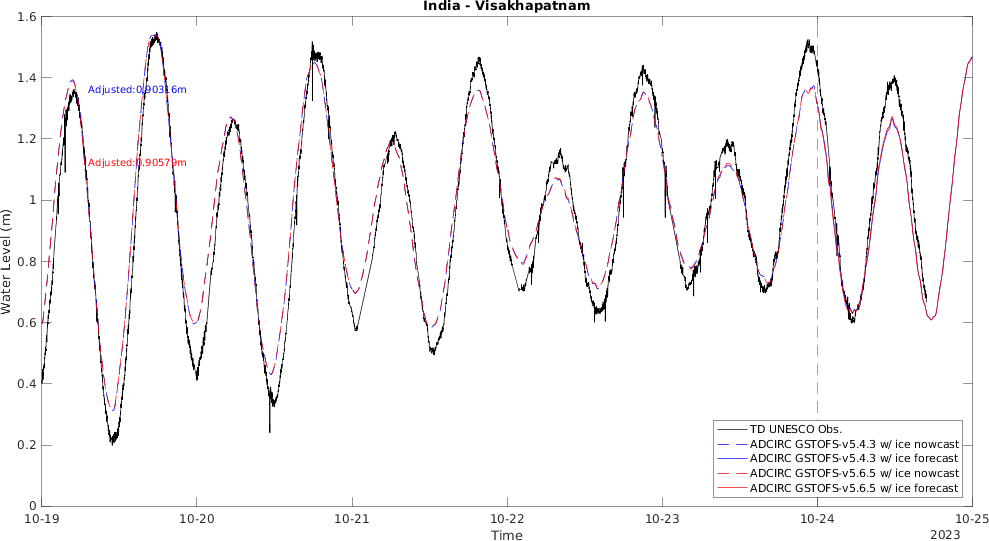 India - Visakhapatnam
1.6
1.4
1.2
1
0.8
0.6
0.4
0.2
0
Water Level (m)
Adjusted:0.90316m
Adjusted:0.90579m
TD UNESCO Obs.
ADCIRC GSTOFS-v5.4.3 w/ ice nowcast
ADCIRC GSTOFS-v5.4.3 w/ ice forecast
ADCIRC GSTOFS-v5.6.5 w/ ice nowcast
ADCIRC GSTOFS-v5.6.5 w/ ice forecast
10-19 10-20 10-21 10-22 10-23 10-24 10-25
Time
2023